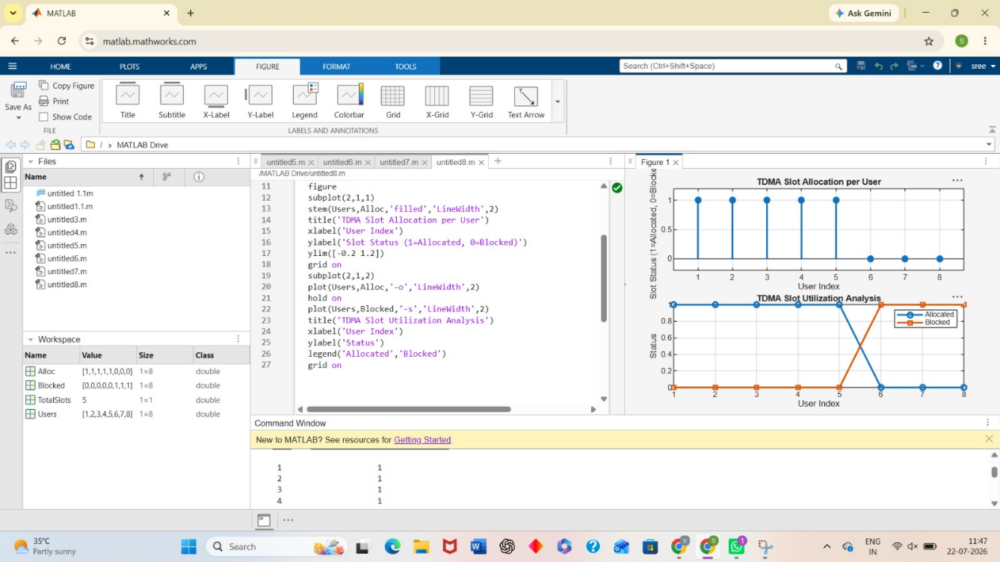 MATLAB
Ask Gemini
matlab.mathworks.com
S
HOME PLOTS APPS FIGURE FORMAT TOOLS
Search (Ctrl+Shift+Space)
sree
Save As
Copy Figure
Print
Show Code
FILE
Title Subtitle X-Label Y-Label Legend Colorbar Grid X-Grid Y-Grid Text Arrow
LABELS AND ANNOTATIONS
/ > MATLAB Drive
Files
Name
untitled 1.1m
untitled1.1.m
untitled3.m
untitled4.m
untitled5.m
untitled6.m
untitled7.m
untitled8.m
Workspace
Name Value Size Class
Alloc [1,1,1,1,1,0,0,0] 1×8 double
Blocked [0,0,0,0,0,1,1,1] 1×8 double
TotalSlots 5 1×1 double
Users [1,2,3,4,5,6,7,8] 1×8 double
untitled5.m untitled6.m untitled7.m untitled8.m
/MATLAB Drive/untitled8.m
11 figure
12 subplot(2,1,1)
13 stem(Users,Alloc,'filled','LineWidth',2)
14 title('TDMA Slot Allocation per User')
15 xlabel('User Index')
16 ylabel('Slot Status (1=Allocated, 0=Blocked)')
17 ylim([-0.2 1.2])
18 grid on
19 subplot(2,1,2)
20 plot(Users,Alloc,'-o','LineWidth',2)
21 hold on
22 plot(Users,Blocked,'-s','LineWidth',2)
23 title('TDMA Slot Utilization Analysis')
24 xlabel('User Index')
25 ylabel('Status')
26 legend('Allocated','Blocked')
27 grid on
Figure 1
TDMA Slot Allocation per User
Slot Status (1=Allocated, 0=Blocke
1
0.5
0
1 2 3 4 5 6 7 8
User Index
TDMA Slot Utilization Analysis
Status
1
0.8
0.6
0.4
0.2
0
Allocated
Blocked
1 2 3 4 5 6 7 8
User Index
Command Window
New to MATLAB? See resources for Getting Started.
1 1
2 1
3 1
4 1
35°C
Partly sunny
Search
W
V
S
1
ENG
IN
11:47
22-07-2026